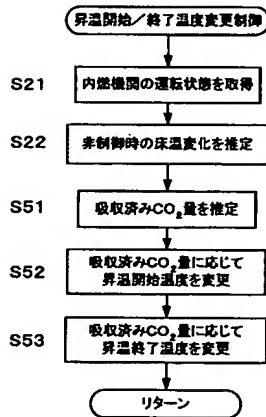 昇温開始／終了温度変更制御
S21
内燃機関の運転状態を取得
S22
非制御時の床温変化を推定
S51
吸収済みCO₂量を推定
S52
吸収済みCO₂量に応じて
昇温開始温度を変更
S53
吸収済みCO₂量に応じて
昇温終了温度を変更
リターン